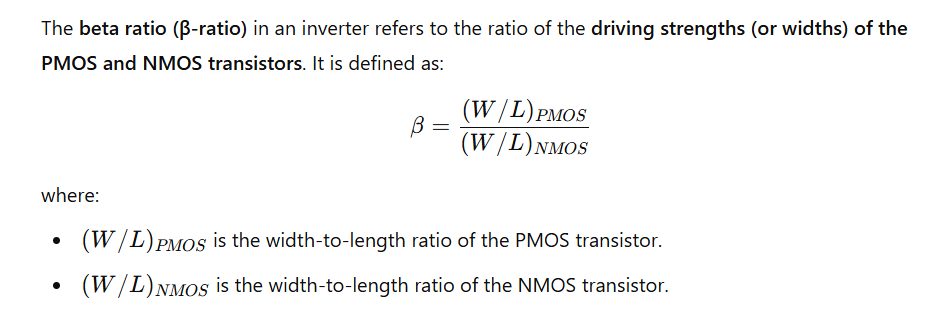 The beta ratio (β-ratio) in an inverter refers to the ratio of the driving strengths (or widths) of the
PMOS and NMOS transistors. It is defined as:
β = (W/L)PMOS / (W/L)NMOS
where:
• (W/L)PMOS is the width-to-length ratio of the PMOS transistor.
• (W/L)NMOS is the width-to-length ratio of the NMOS transistor.